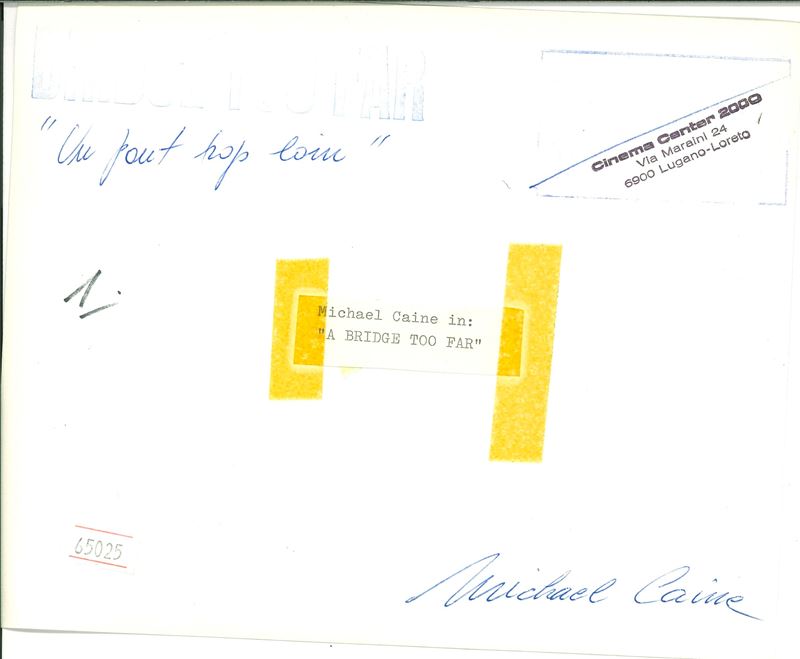 BRIDGE TOO FAR
"Un pont trop loin"
Cinema Center 2000
Via Maraini 24
6900 Lugano-Loreto
1.
Michael Caine in:
"A BRIDGE TOO FAR"
65025
Michael Caine